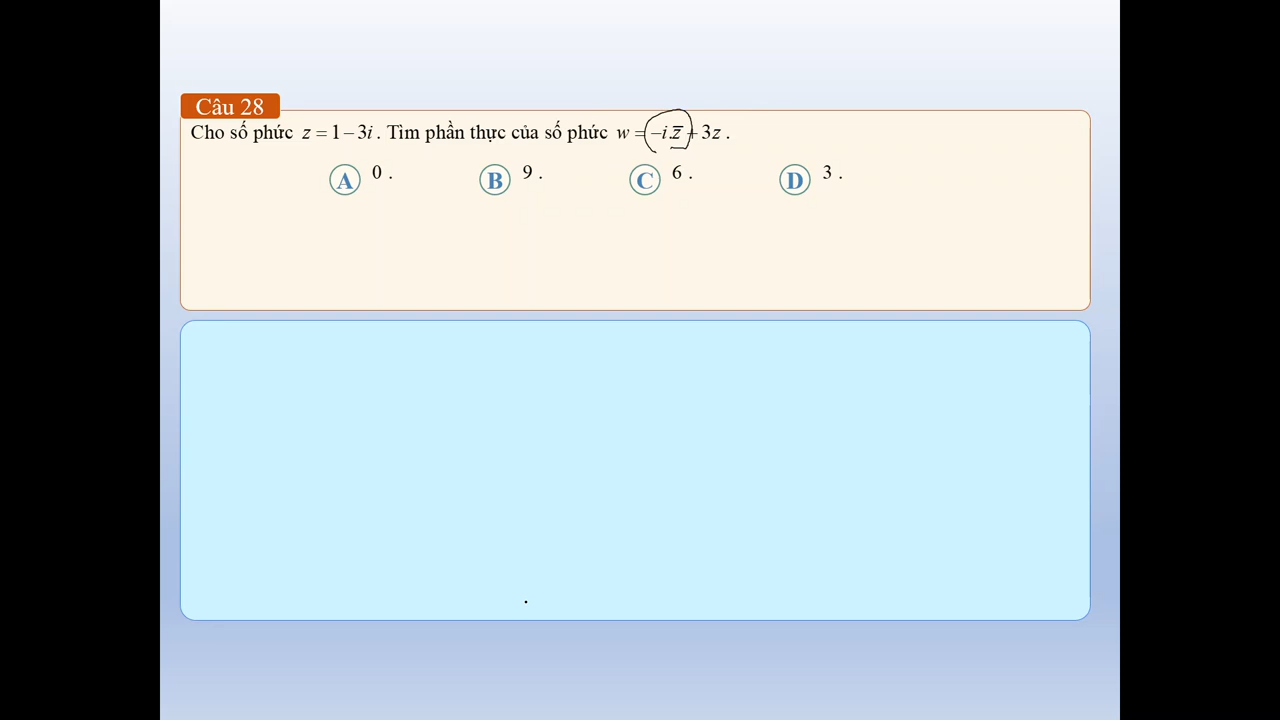 Câu 28
Cho số phức z = 1 − 3i . Tìm phần thực của số phức w = −i.z̅ + 3z .
A 0 . B 9 . C 6 . D 3 .